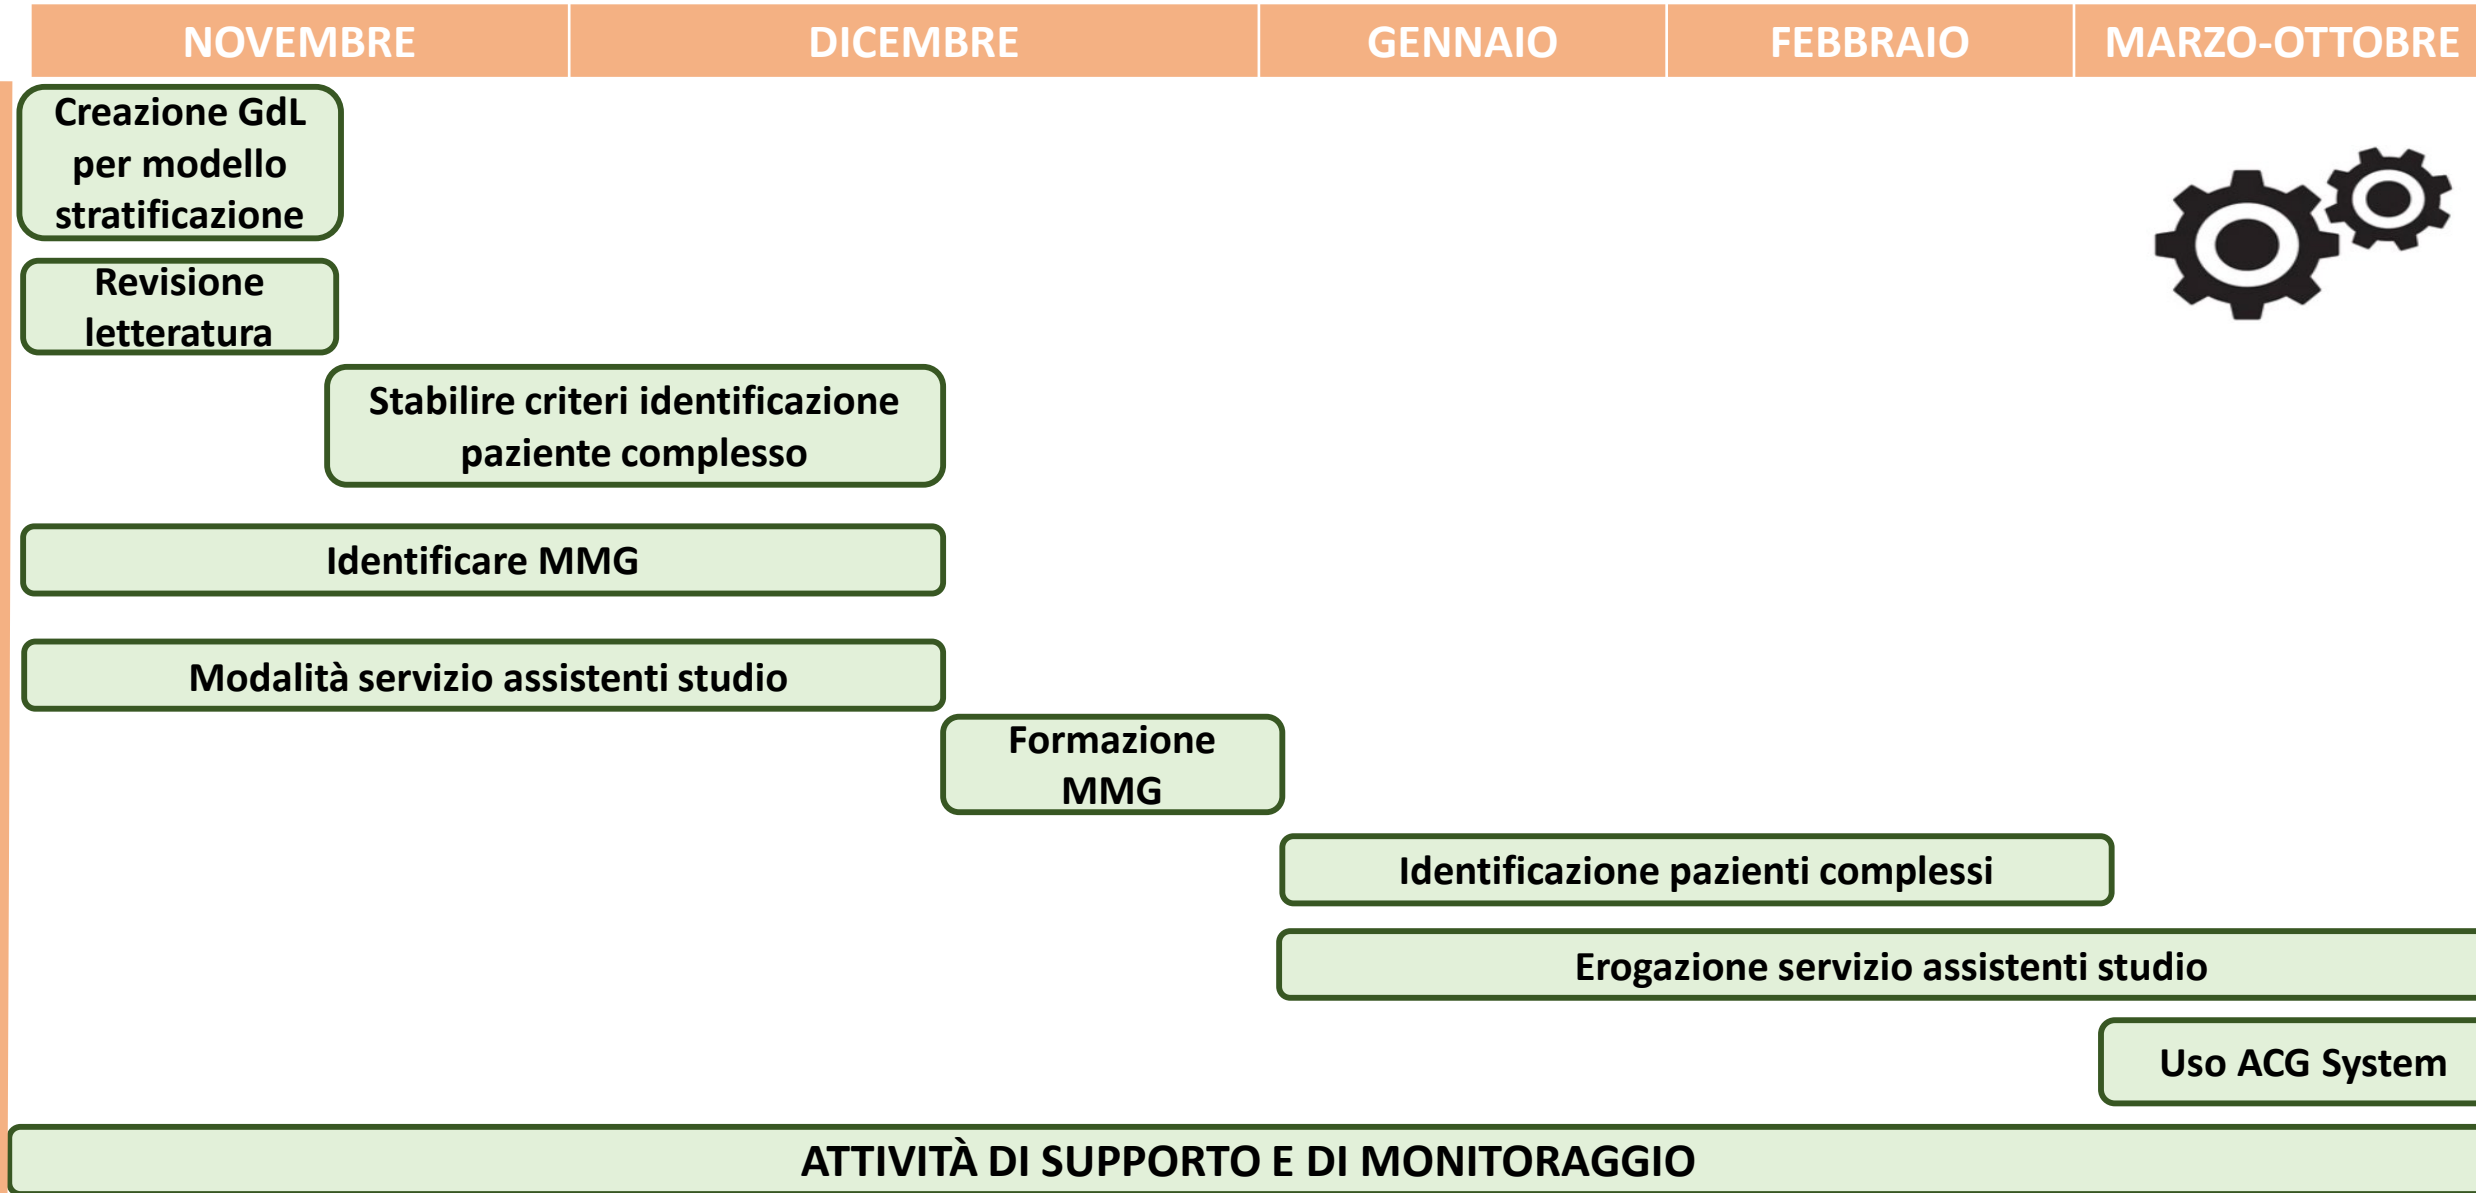 NOVEMBRE DICEMBRE GENNAIO FEBBRAIO MARZO-OTTOBRE
Creazione GdL
per modello
stratificazione
Revisione
letteratura
Stabilire criteri identificazione
paziente complesso
Identificare MMG
Modalità servizio assistenti studio
Formazione
MMG
Identificazione pazienti complessi
Erogazione servizio assistenti studio
Uso ACG System
ATTIVITÀ DI SUPPORTO E DI MONITORAGGIO